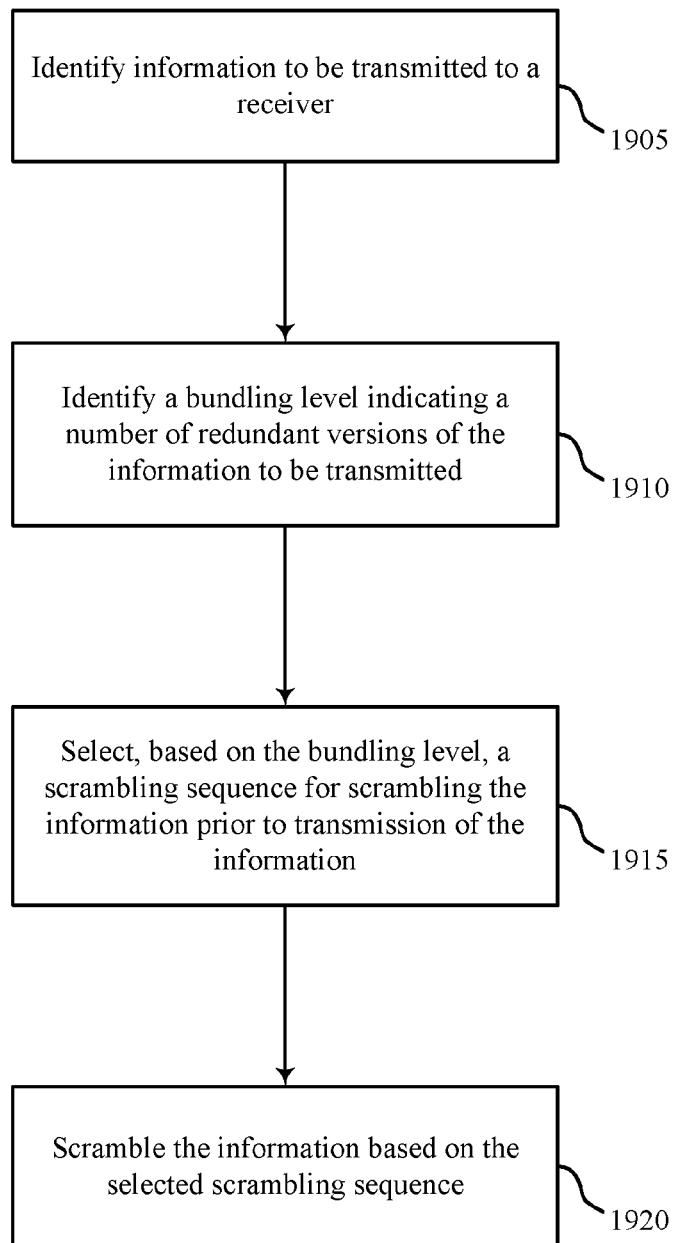 Identify information to be transmitted to a
receiver
1905
Identify a bundling level indicating a
number of redundant versions of the
information to be transmitted
1910
Select, based on the bundling level, a
scrambling sequence for scrambling the
information prior to transmission of the
information
1915
Scramble the information based on the
selected scrambling sequence
1920